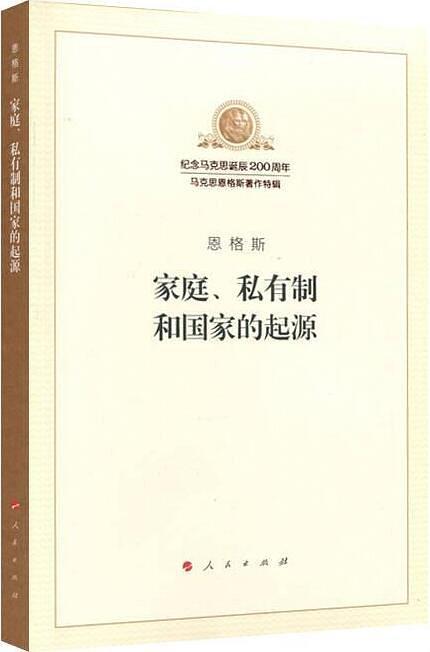 恩格斯
家庭、私有制和国家的起源
人民出版社
纪念马克思诞辰200周年
马克思恩格斯著作特辑
恩格斯
家庭、私有制
和国家的起源
人民出版社